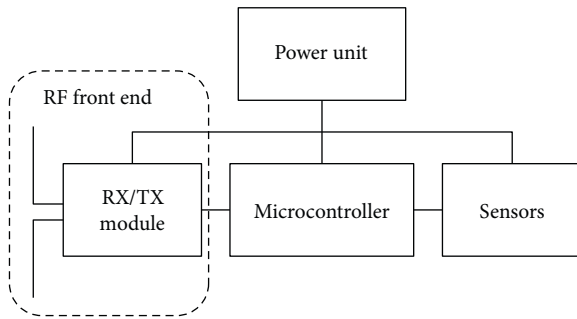 Power unit
RF front end
RX/TX
module
Microcontroller
Sensors